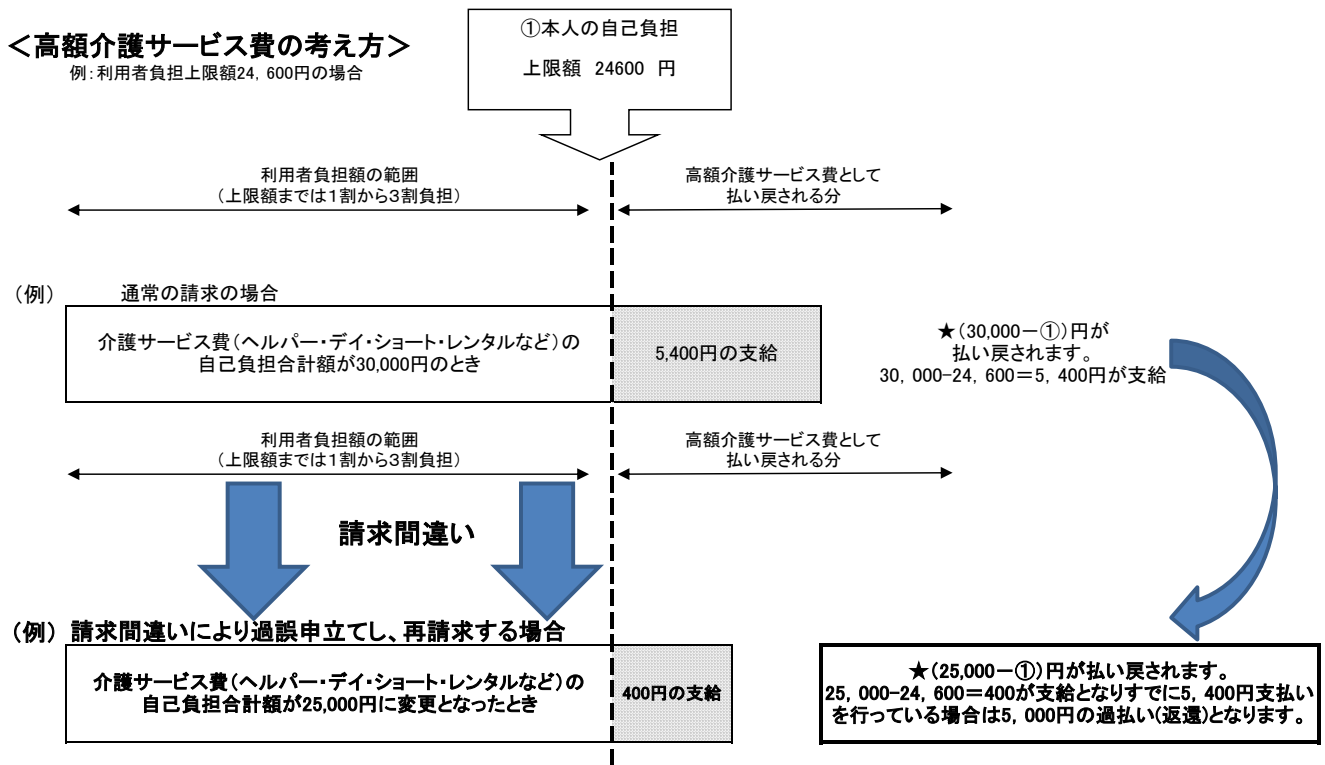 ＜高額介護サービス費の考え方＞
例：利用者負担上限額24，600円の場合
①本人の自己負担
上限額 24600 円
利用者負担額の範囲
（上限額までは１割から３割負担）
高額介護サービス費として
払い戻される分
（例） 通常の請求の場合
介護サービス費（ヘルパー・デイ・ショート・レンタルなど）の
自己負担合計額が30,000円のとき
5,400円の支給
★（30,000－①）円が
払い戻されます。
30，000-24，600＝5，400円が支給
利用者負担額の範囲
（上限額までは１割から３割負担）
高額介護サービス費として
払い戻される分
請求間違い
（例） 請求間違いにより過誤申立てし、再請求する場合
介護サービス費（ヘルパー・デイ・ショート・レンタルなど）の
自己負担合計額が25,000円に変更となったとき
400円の支給
★（25,000－①）円が払い戻されます。
25，000-24，600＝400が支給となりすでに5，400円支払い
を行っている場合は5，000円の過払い(返還)となります。